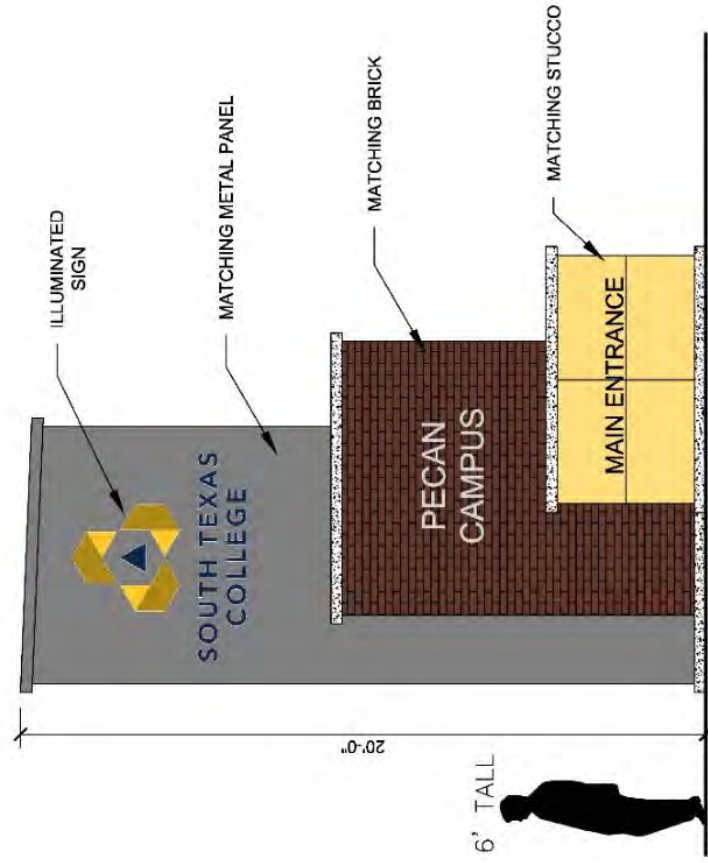 ILLUMINATED
SIGN
MATCHING METAL PANEL
MATCHING BRICK
MATCHING STUCCO
SOUTH TEXAS
COLLEGE
PECAN
CAMPUS
MAIN ENTRANCE
20'-0"
6' TALL